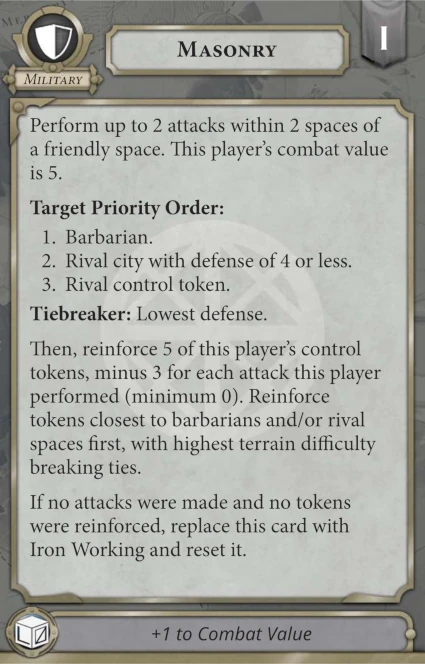 MILITARY
MASONRY
I
Perform up to 2 attacks within 2 spaces of
a friendly space. This player's combat value
is 5.
Target Priority Order:
1. Barbarian.
2. Rival city with defense of 4 or less.
3. Rival control token.
Tiebreaker: Lowest defense.
Then, reinforce 5 of this player's control
tokens, minus 3 for each attack this player
performed (minimum 0). Reinforce
tokens closest to barbarians and/or rival
spaces first, with highest terrain difficulty
breaking ties.
If no attacks were made and no tokens
were reinforced, replace this card with
Iron Working and reset it.
+1 to Combat Value